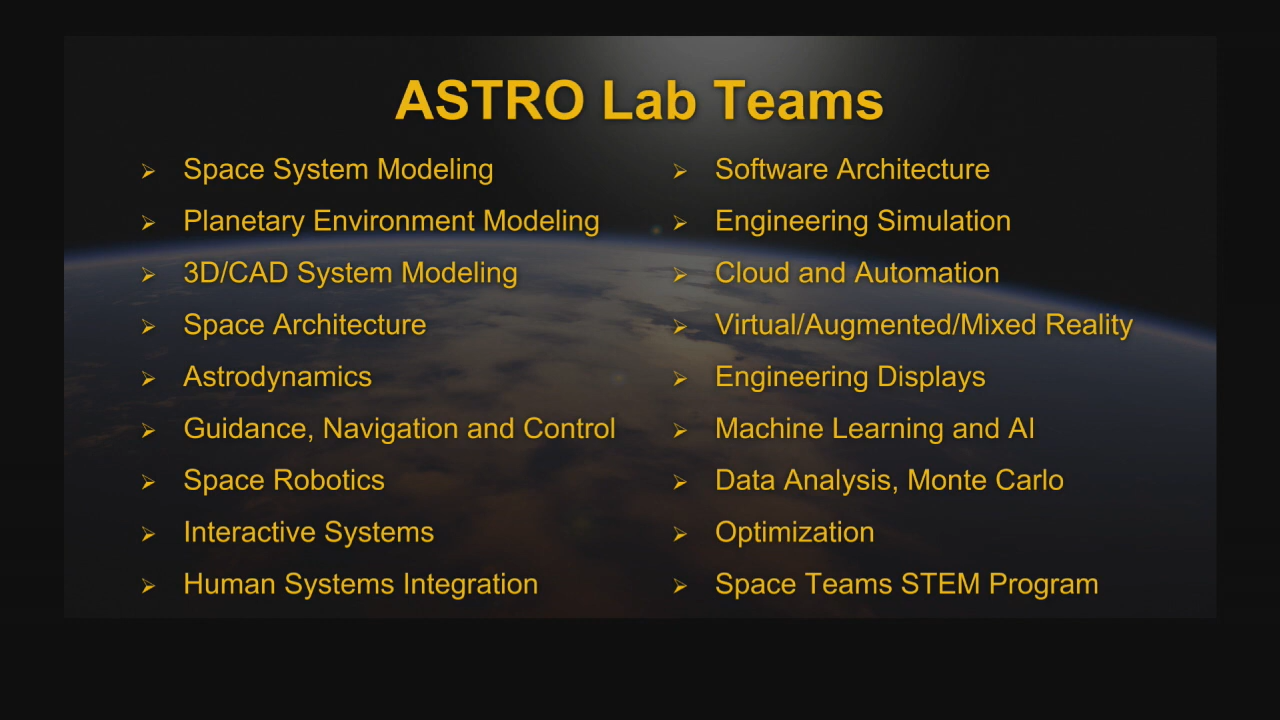 ASTRO Lab Teams
Space System Modeling
Planetary Environment Modeling
3D/CAD System Modeling
Space Architecture
Astrodynamics
Guidance, Navigation and Control
Space Robotics
Interactive Systems
Human Systems Integration
Software Architecture
Engineering Simulation
Cloud and Automation
Virtual/Augmented/Mixed Reality
Engineering Displays
Machine Learning and AI
Data Analysis, Monte Carlo
Optimization
Space Teams STEM Program